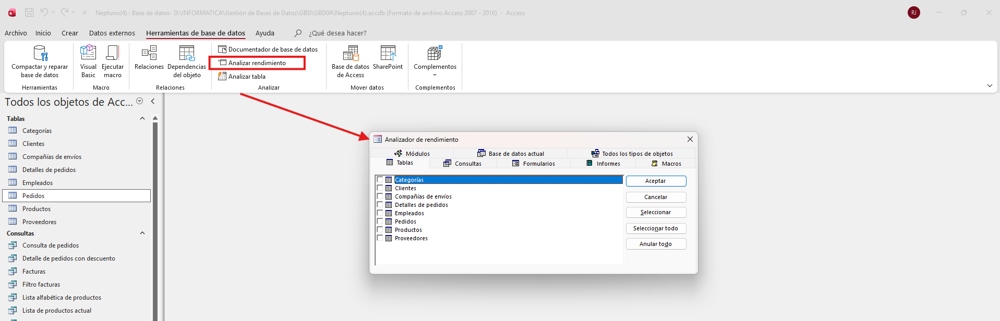 Neptuno(4) : Base de datos- D:\INFORMATICA\Gestión de Bases de Datos\GBD\GBD04\Neptuno(4).accdb (Formato de archivo Access 2007 - 2016) - Access
RJ
Archivo Inicio Crear Datos externos Herramientas de base de datos Ayuda ¿Qué desea hacer?
Compactar y reparar
base de datos
Herramientas
Visual
Basic
Ejecutar
macro
Macro
Relaciones
Dependencias
del objeto
Relaciones
Documentador de base de datos
Analizar rendimiento
Analizar tabla
Analizar
Base de datos
de Access
SharePoint
Mover datos
Complementos
Complementos
Todos los objetos de Acc...
Tablas
Categorías
Clientes
Compañías de envíos
Detalles de pedidos
Empleados
Pedidos
Productos
Proveedores
Consultas
Consulta de pedidos
Detalle de pedidos con descuento
Facturas
Filtro facturas
Lista alfabética de productos
Lista de productos actual
Analizador de rendimiento
Módulos Base de datos actual Todos los tipos de objetos
Tablas Consultas Formularios Informes Macros
Categorías
Clientes
Compañías de envíos
Detalles de pedidos
Empleados
Pedidos
Productos
Proveedores
Aceptar
Cancelar
Seleccionar
Seleccionar todo
Anular todo